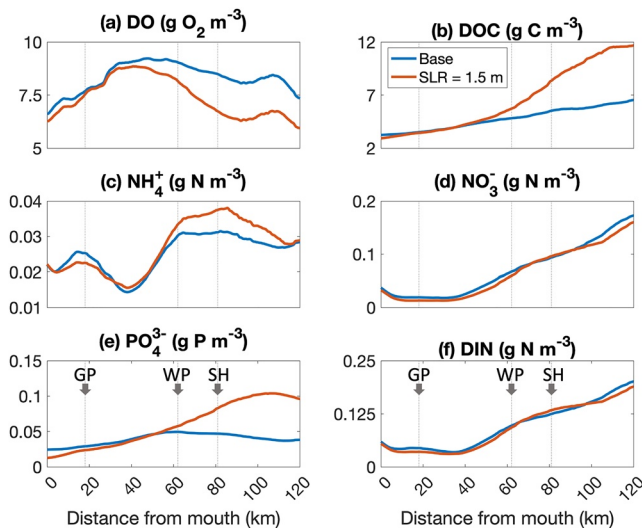 (a) DO (g O₂ m⁻³)
10
7.5
5
(b) DOC (g C m⁻³)
12
7
2
Base
SLR = 1.5 m
(c) NH₄⁺ (g N m⁻³)
0.04
0.03
0.02
0.01
(d) NO₃⁻ (g N m⁻³)
0.2
0.1
0
(e) PO₄³⁻ (g P m⁻³)
0.15
0.1
0.05
0
GP WP SH
0 20 40 60 80 100 120
Distance from mouth (km)
(f) DIN (g N m⁻³)
0.25
0.125
0
GP WP SH
0 20 40 60 80 100 120
Distance from mouth (km)